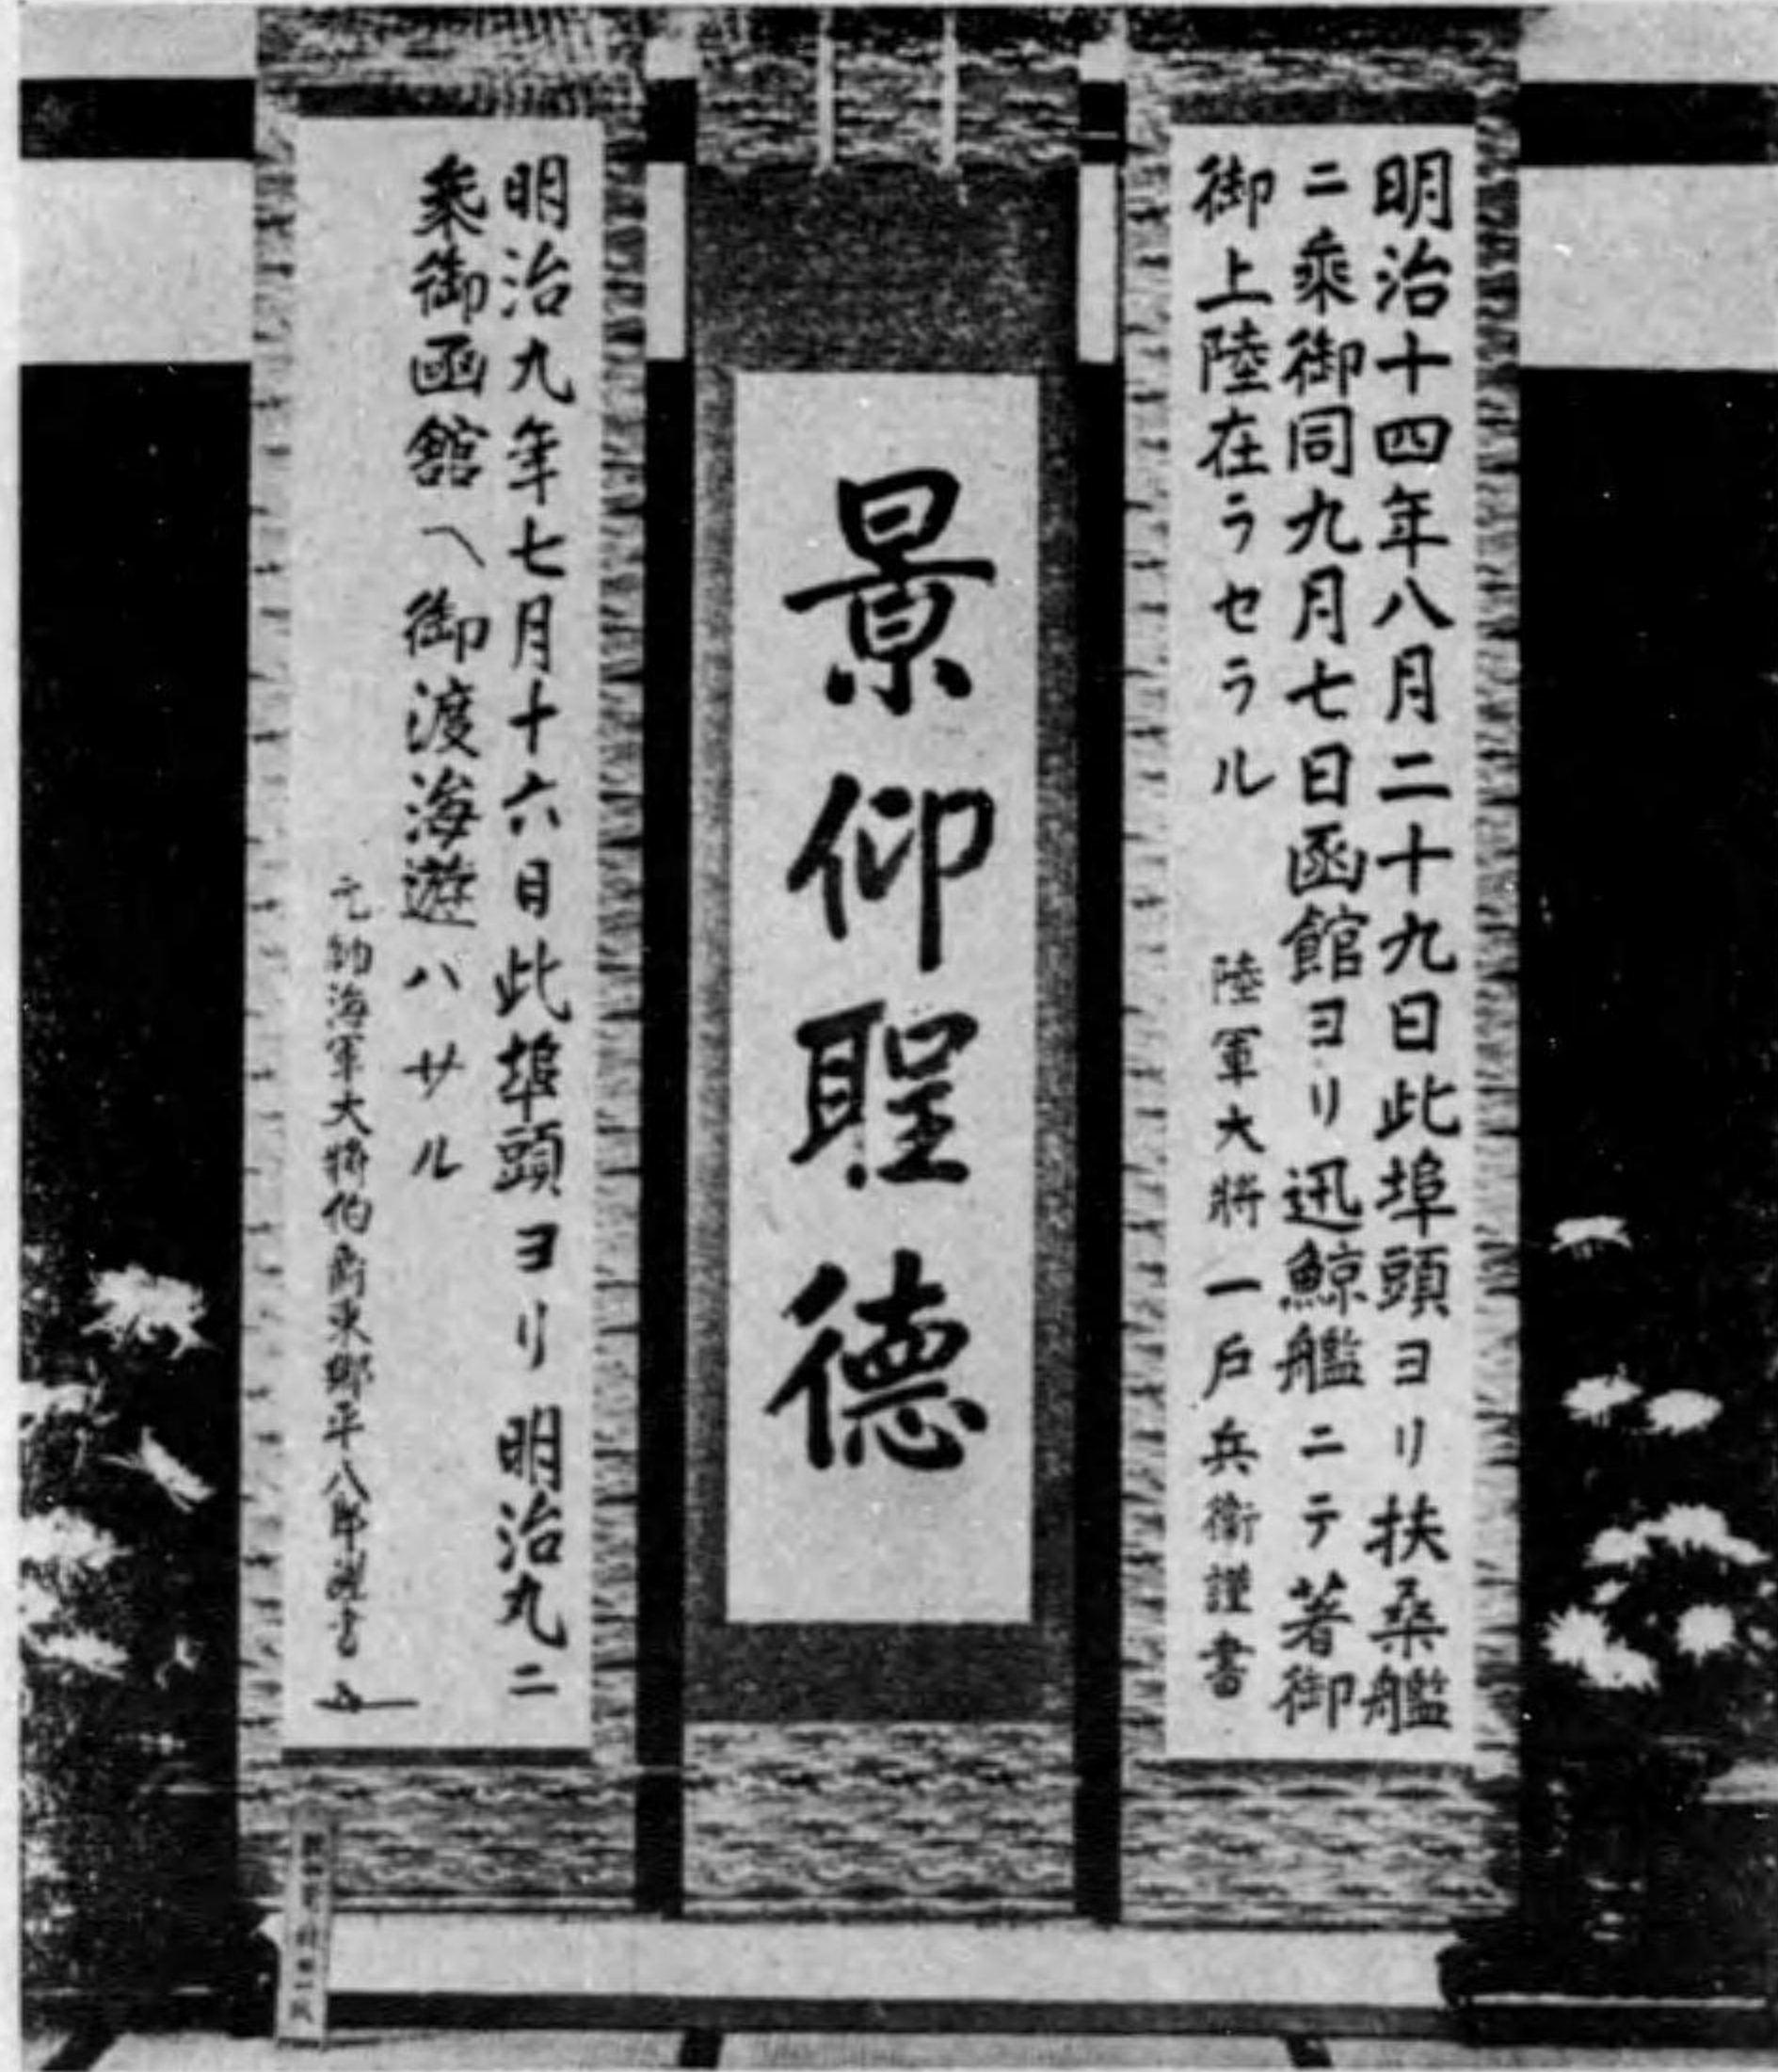 明治十四年八月二十九日此埠頭ヨリ扶桑艦
ニ乘御同九月七日函館ヨリ迅鯨艦ニテ著御
御上陸在ラセラル
陸軍大將一戸兵衞謹書
景仰聖德
明治九年七月十六日此埠頭ヨリ明治丸ニ
乘御函館ヘ御渡海遊ハサル
元帥海軍大將伯爵東郷平八郎謹書